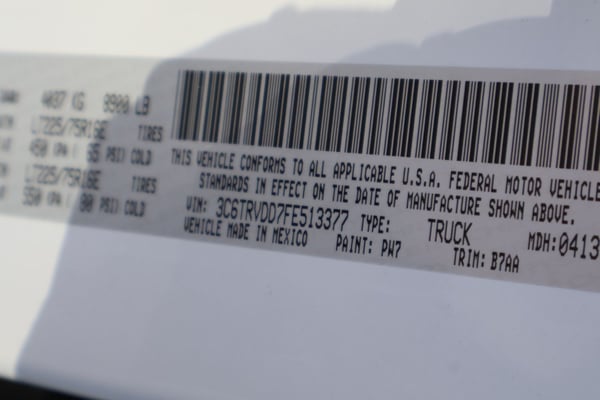 4037 KG 8900 LB
LT225/75R16E TIRES
450 KPA ( 65 PSI) COLD
LT225/75R16E TIRES
550 KPA ( 80 PSI) COLD
THIS VEHICLE CONFORMS TO ALL APPLICABLE U.S.A. FEDERAL MOTOR VEHICLE
STANDARDS IN EFFECT ON THE DATE OF MANUFACTURE SHOWN ABOVE.
VIN: 3C6TRVDD7FE513377 TYPE: TRUCK MDH: 0413
VEHICLE MADE IN MEXICO PAINT: PW7 TRIM: B7AA